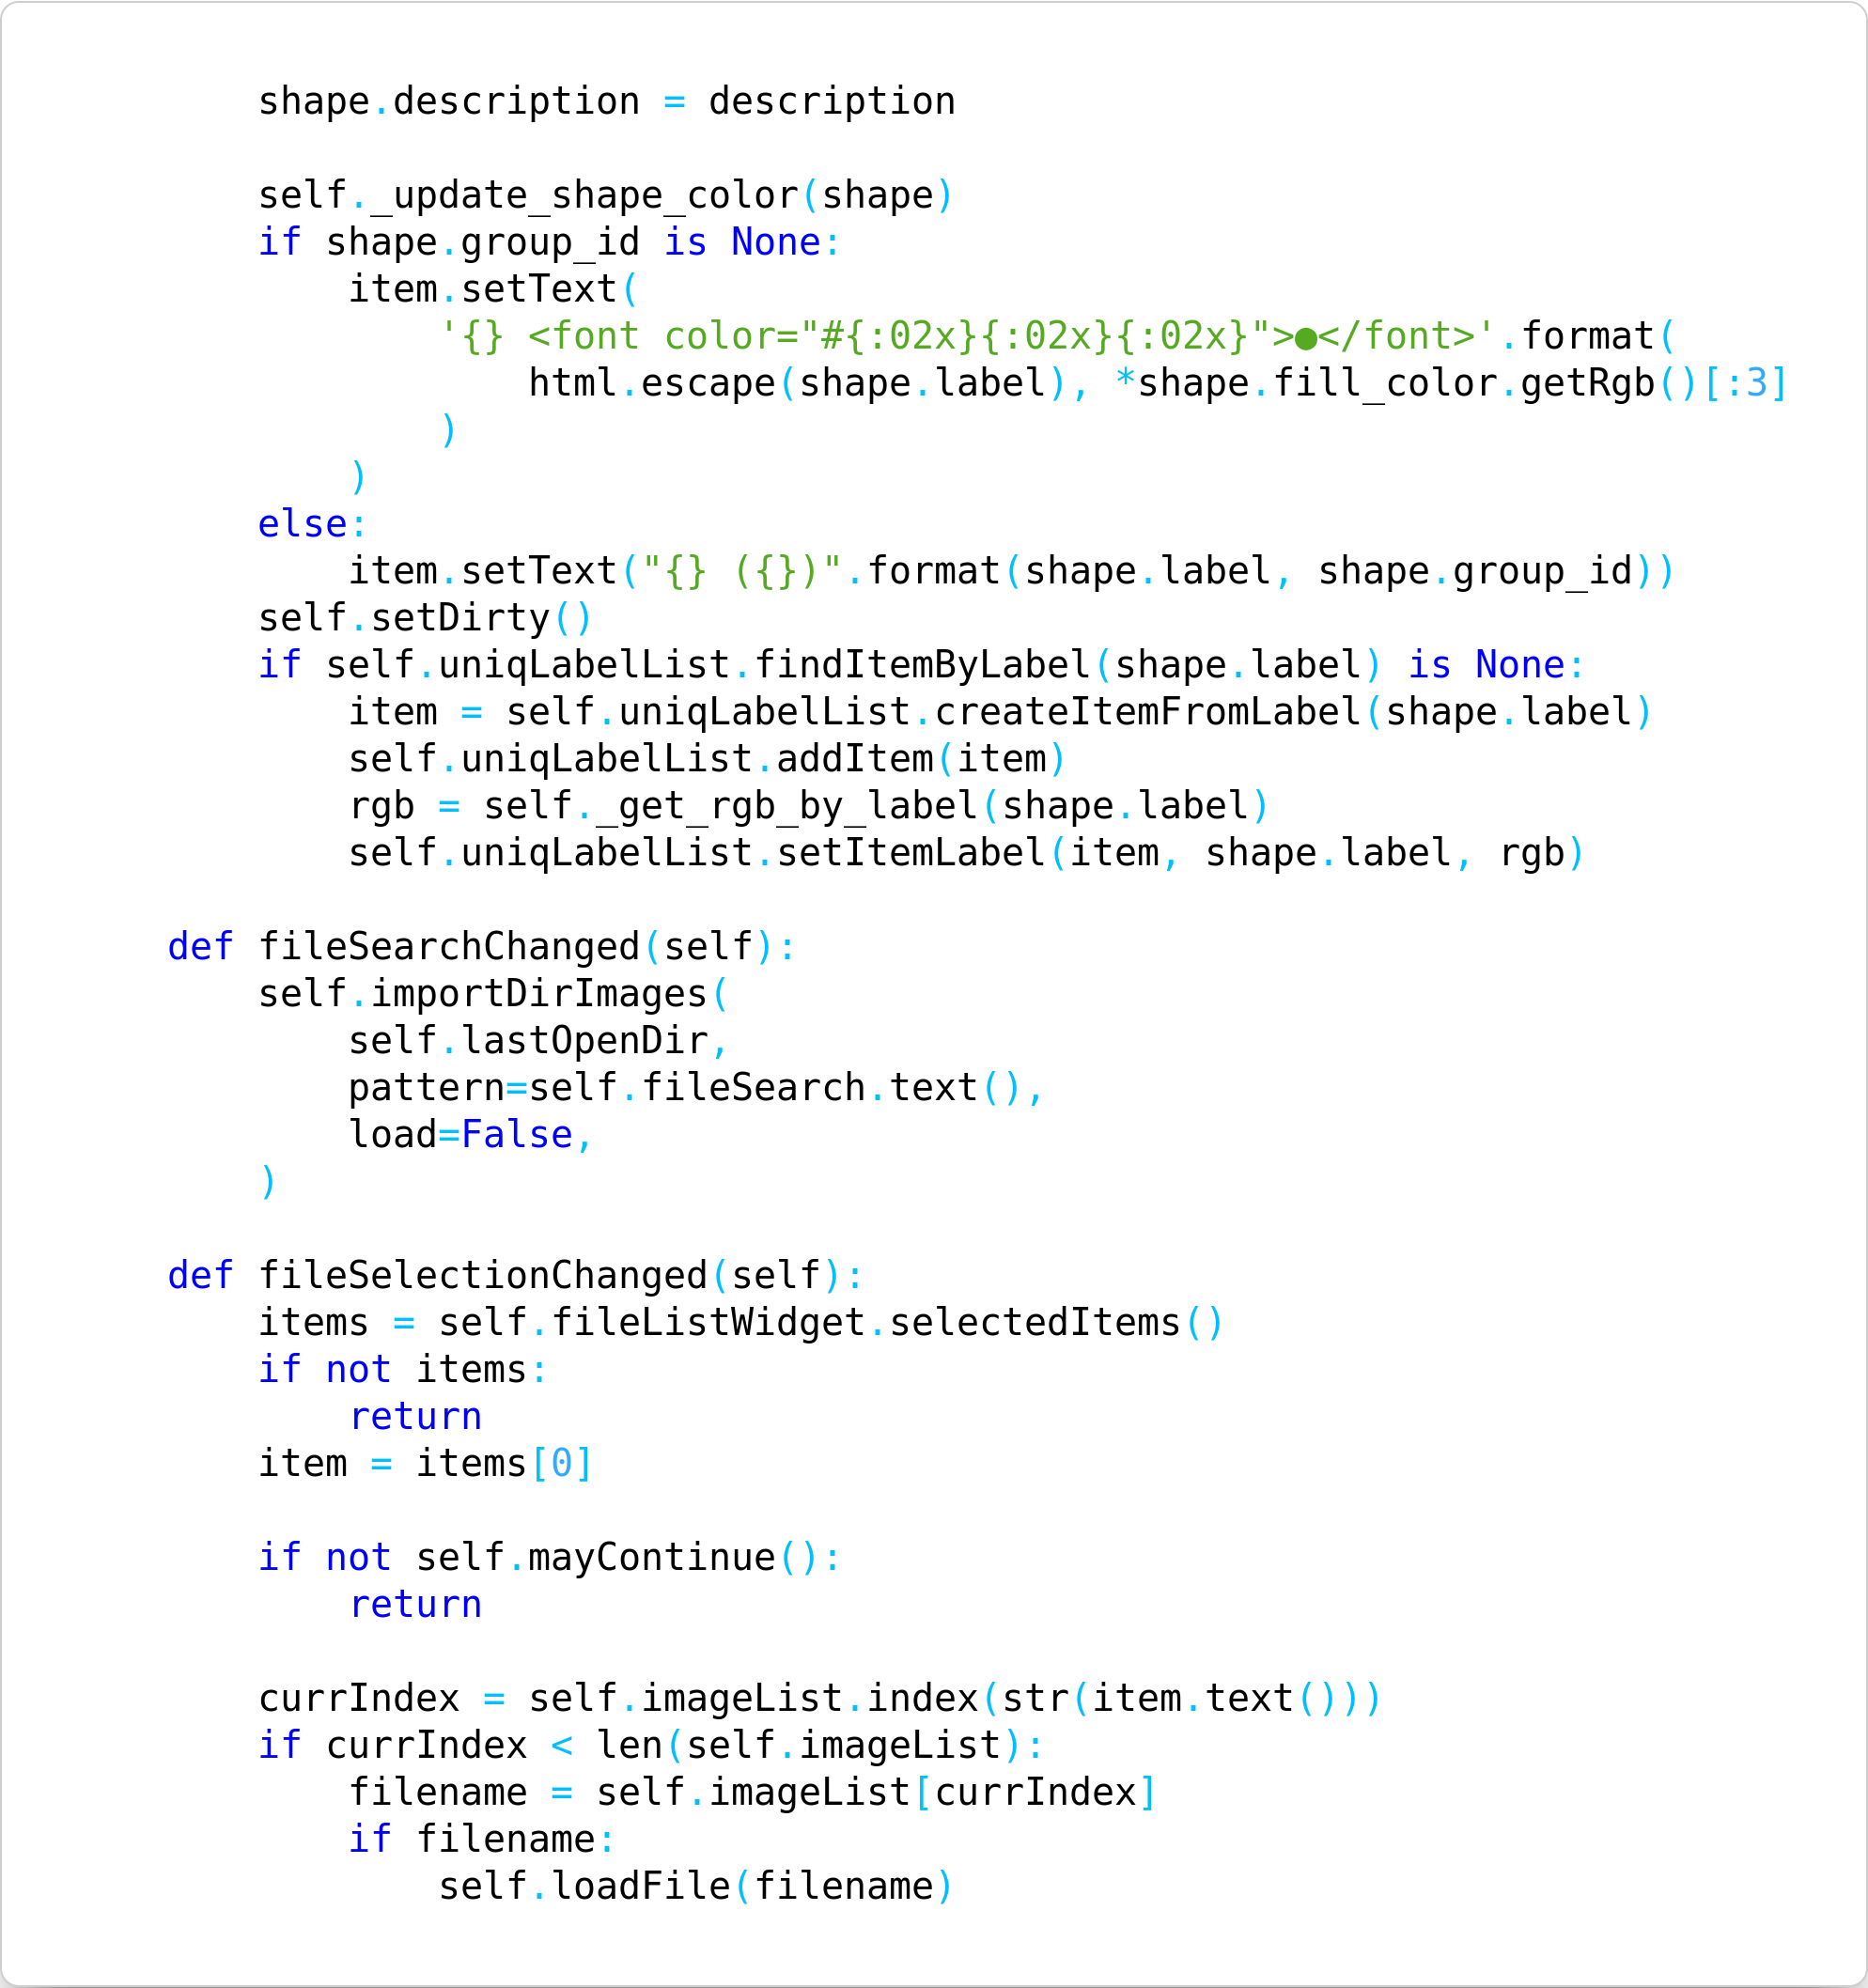 shape.description = description

        self._update_shape_color(shape)
        if shape.group_id is None:
            item.setText(
                '{} <font color="#{:02x}{:02x}{:02x}">●</font>'.format(
                    html.escape(shape.label), *shape.fill_color.getRgb()[:3]
                )
            )
        else:
            item.setText("{} ({})".format(shape.label, shape.group_id))
        self.setDirty()
        if self.uniqLabelList.findItemByLabel(shape.label) is None:
            item = self.uniqLabelList.createItemFromLabel(shape.label)
            self.uniqLabelList.addItem(item)
            rgb = self._get_rgb_by_label(shape.label)
            self.uniqLabelList.setItemLabel(item, shape.label, rgb)

    def fileSearchChanged(self):
        self.importDirImages(
            self.lastOpenDir,
            pattern=self.fileSearch.text(),
            load=False,
        )

    def fileSelectionChanged(self):
        items = self.fileListWidget.selectedItems()
        if not items:
            return
        item = items[0]

        if not self.mayContinue():
            return

        currIndex = self.imageList.index(str(item.text()))
        if currIndex < len(self.imageList):
            filename = self.imageList[currIndex]
            if filename:
                self.loadFile(filename)